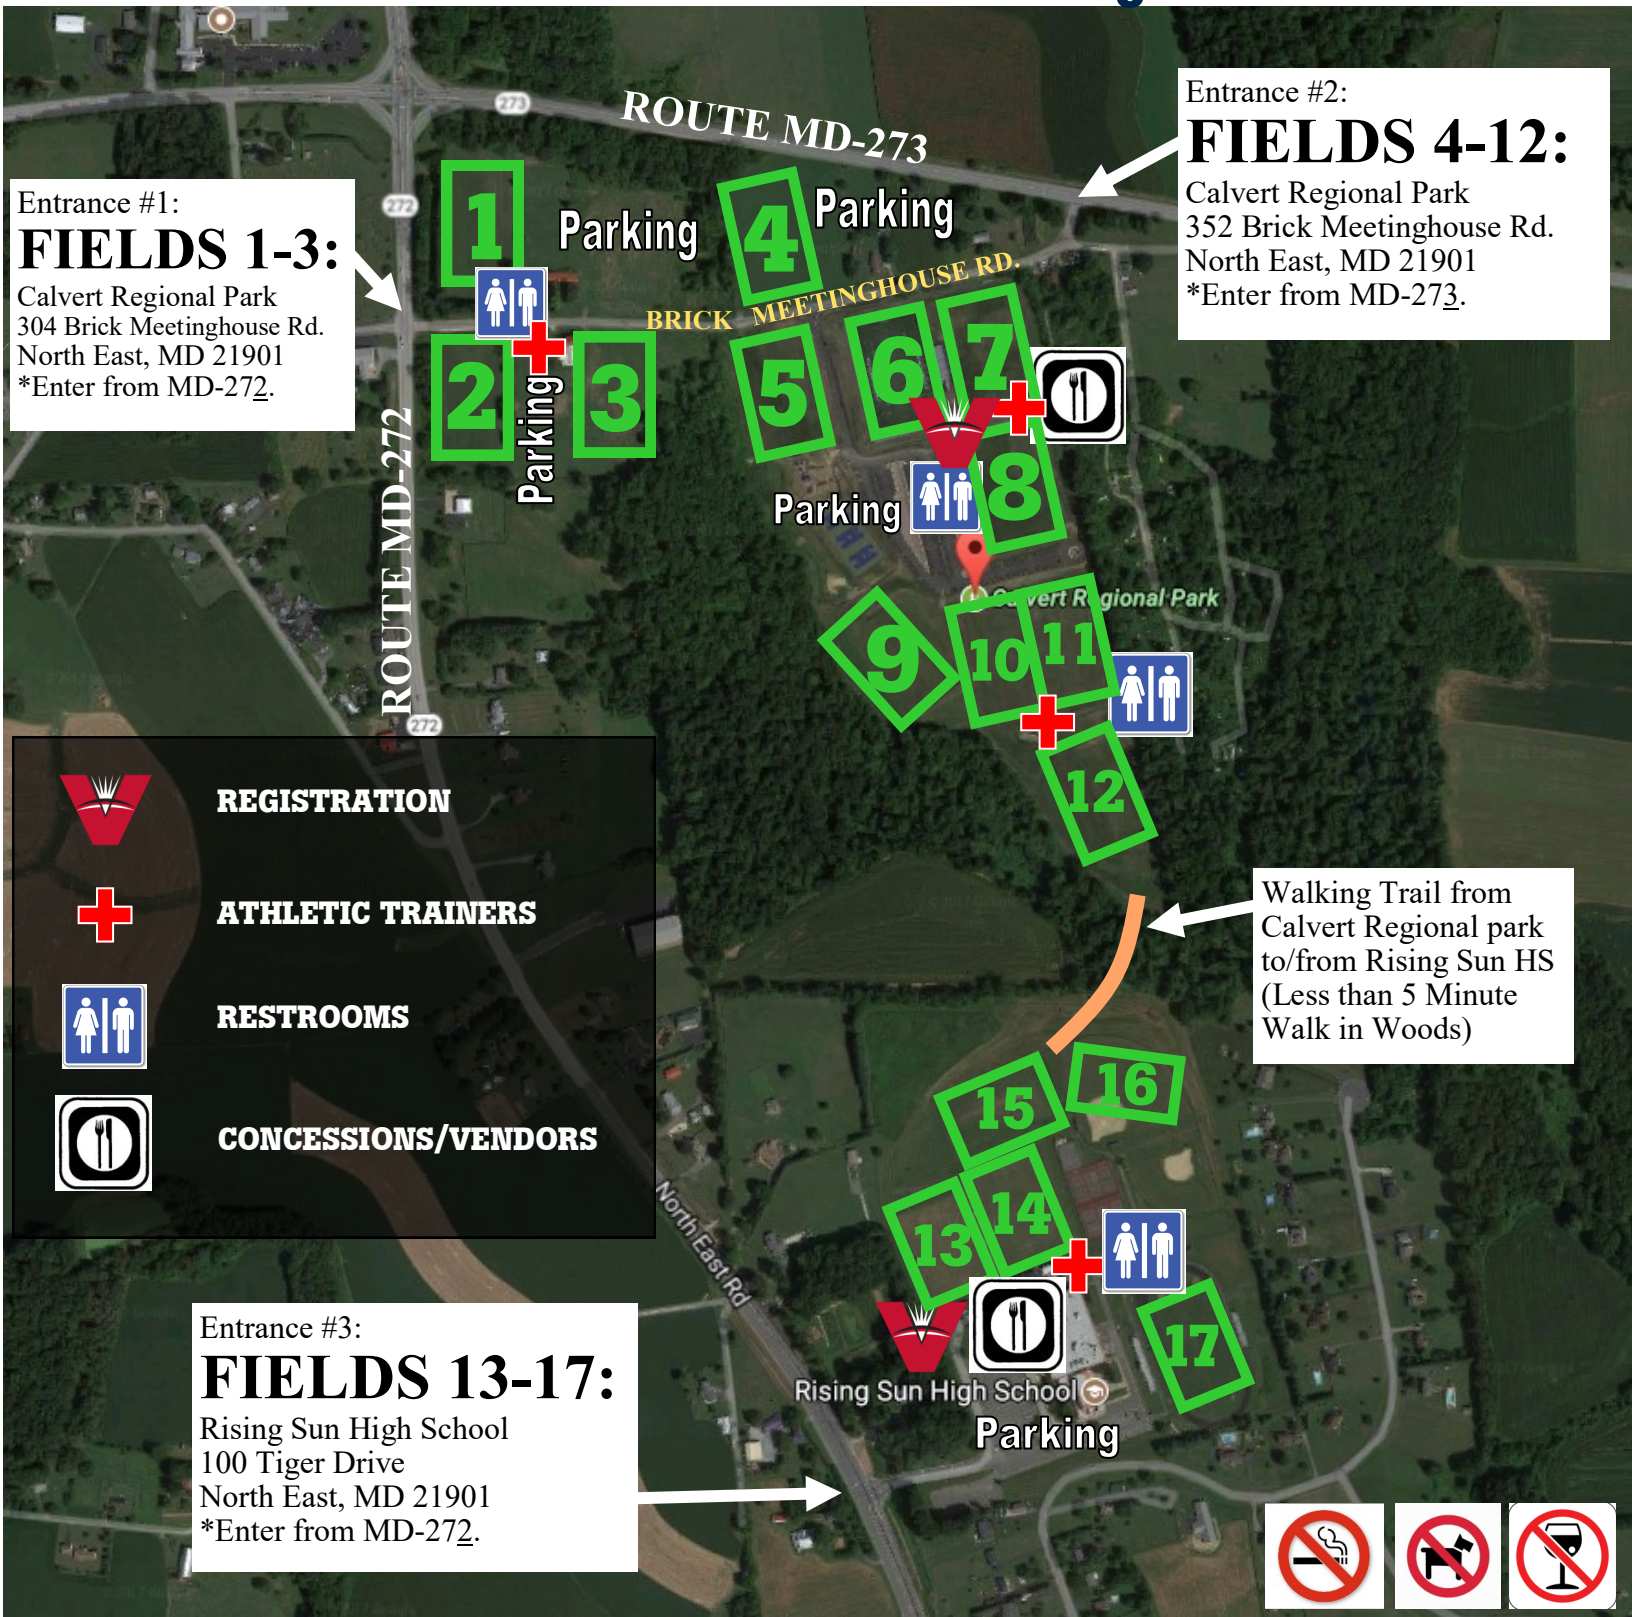 273
ROUTE MD-273
Entrance #2:
FIELDS 4-12:
Calvert Regional Park
352 Brick Meetinghouse Rd.
North East, MD 21901
*Enter from MD-273.
Entrance #1:
FIELDS 1-3:
Calvert Regional Park
304 Brick Meetinghouse Rd.
North East, MD 21901
*Enter from MD-272.
272
1
Parking
4
Parking
BRICK MEETINGHOUSE RD.
2
Parking
3
5
6
7
8
Parking
ROUTE MD-272
272
Calvert Regional Park
9
10
11
12
REGISTRATION
ATHLETIC TRAINERS
RESTROOMS
CONCESSIONS/VENDORS
Walking Trail from
Calvert Regional park
to/from Rising Sun HS
(Less than 5 Minute
Walk in Woods)
15
16
14
13
17
North East Rd
Rising Sun High School
Parking
Entrance #3:
FIELDS 13-17:
Rising Sun High School
100 Tiger Drive
North East, MD 21901
*Enter from MD-272.